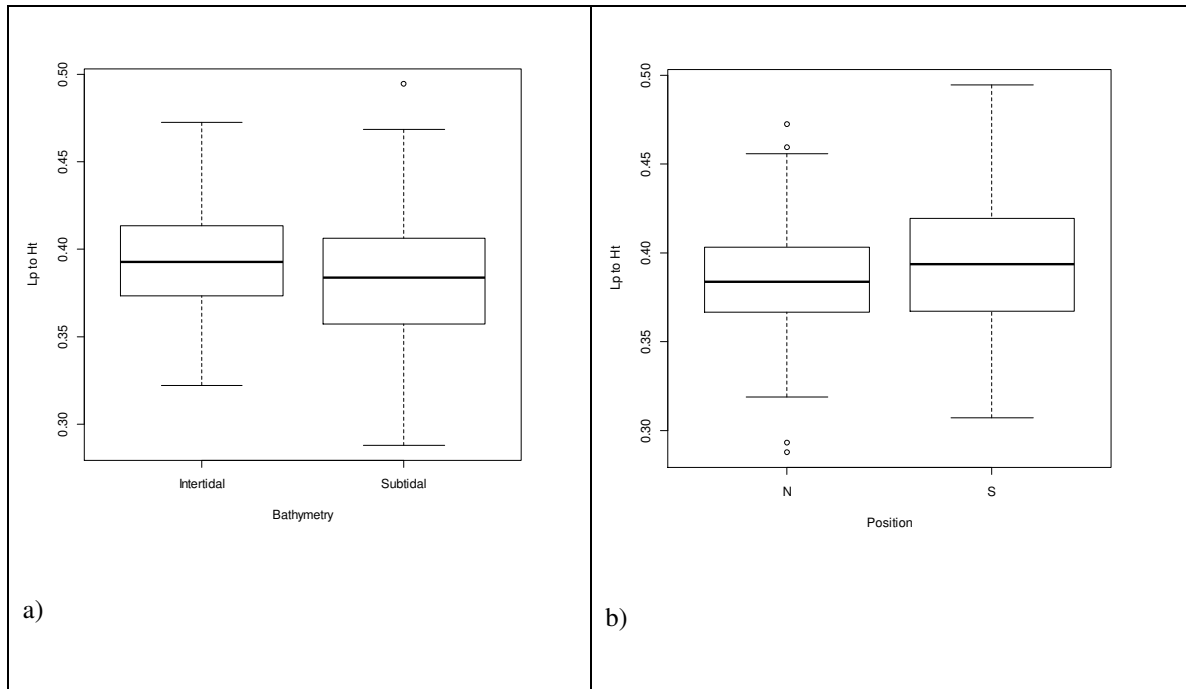 0.50
0.45
0.40
0.35
0.30
Lp to Ht
Intertidal Subtidal
Bathymetry
a)
0.50
0.45
0.40
0.35
0.30
Lp to Ht
N S
Position
b)